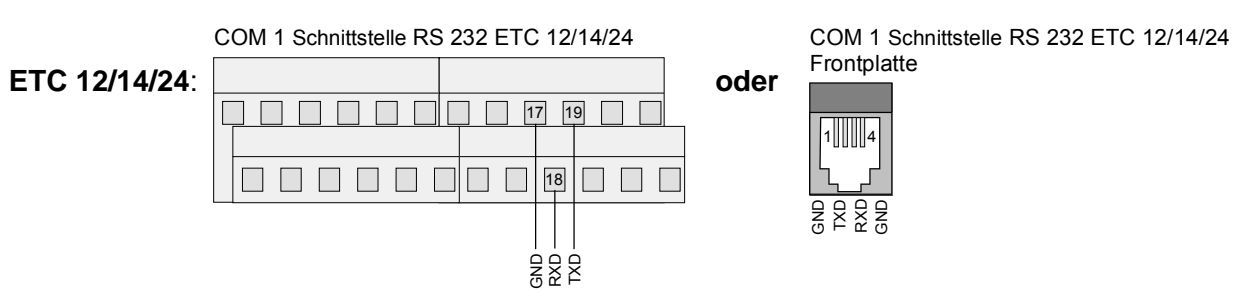 COM 1 Schnittstelle RS 232 ETC 12/14/24
ETC 12/14/24:
17 19
18
GND
RXD
TXD
oder
COM 1 Schnittstelle RS 232 ETC 12/14/24
Frontplatte
1 4
GND
TXD
RXD
GND